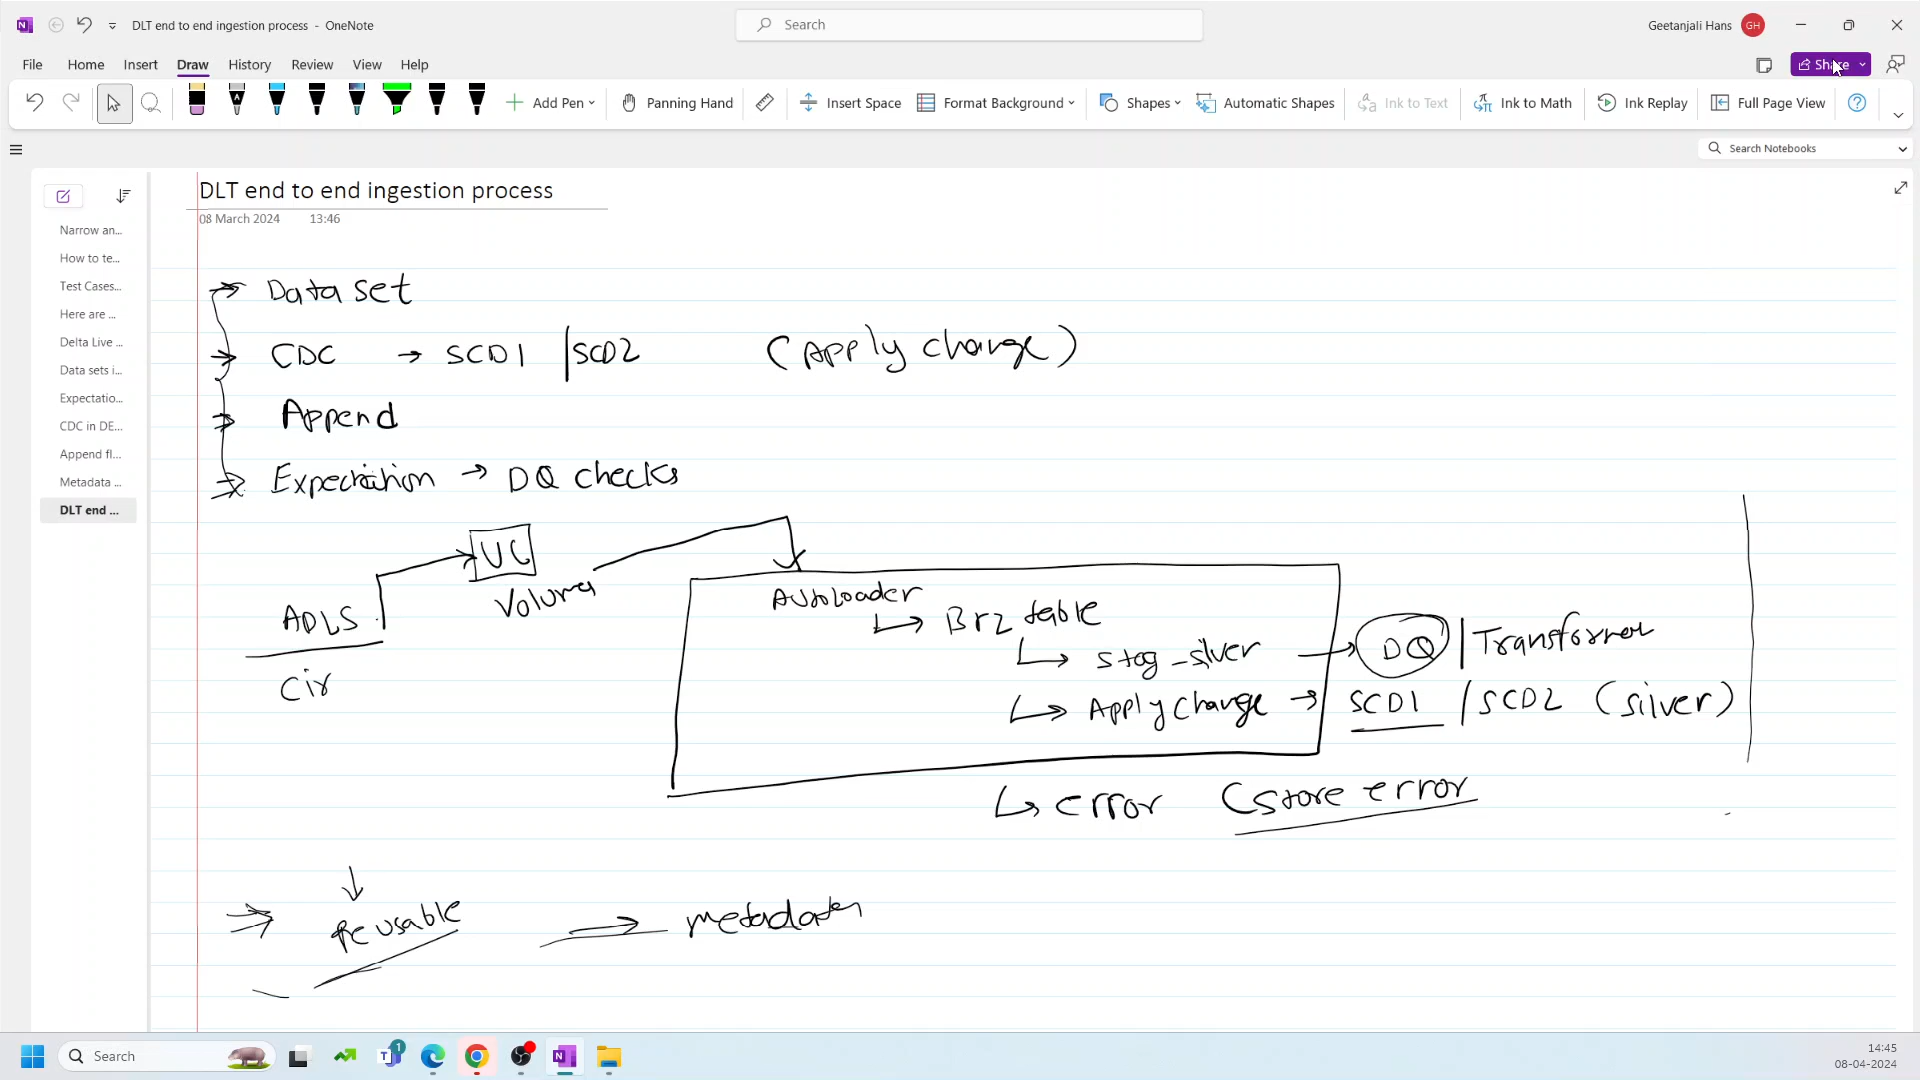 DLT end to end ingestion process - OneNote
Search
Geetanjali Hans
GH
File Home Insert Draw History Review View Help
Share
Add Pen
Panning Hand
Insert Space
Format Background
Shapes
Automatic Shapes
Ink to Text
Ink to Math
Ink Replay
Full Page View
Search Notebooks
Narrow an...
How to te...
Test Cases...
Here are ...
Delta Live ...
Data sets i...
Expectatio...
CDC in DE...
Append fl...
Metadata ...
DLT end ...
DLT end to end ingestion process
08 March 2024 13:46
Data set
CDC → SCD1 | SCD2 (Apply change)
Append
Expectation → DQ checks
UC
Volumes
ADLS
Cir
Autoloader
Brz table
stag_silver → DQ | Transformer
Apply change → SCD1 | SCD2 (silver)
error (store error
Reusable → metadata
Search
1
14:45
08-04-2024